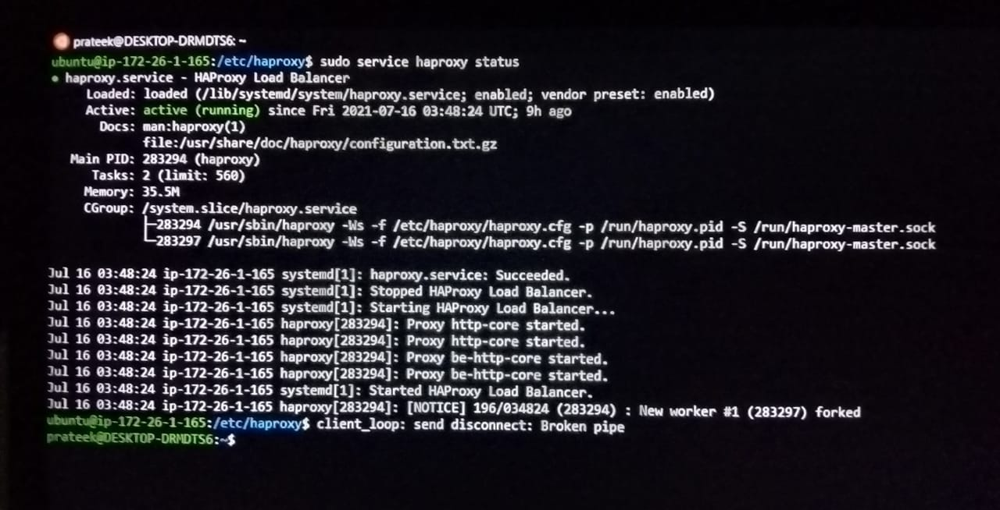 prateek@DESKTOP-DRMDTS6: ~
ubuntu@ip-172-26-1-165:/etc/haproxy$ sudo service haproxy status
● haproxy.service - HAProxy Load Balancer
Loaded: loaded (/lib/systemd/system/haproxy.service; enabled; vendor preset: enabled)
Active: active (running) since Fri 2021-07-16 03:48:24 UTC; 9h ago
Docs: man:haproxy(1)
file:/usr/share/doc/haproxy/configuration.txt.gz
Main PID: 283294 (haproxy)
Tasks: 2 (limit: 560)
Memory: 35.5M
CGroup: /system.slice/haproxy.service
├─283294 /usr/sbin/haproxy -Ws -f /etc/haproxy/haproxy.cfg -p /run/haproxy.pid -S /run/haproxy-master.sock
└─283297 /usr/sbin/haproxy -Ws -f /etc/haproxy/haproxy.cfg -p /run/haproxy.pid -S /run/haproxy-master.sock
Jul 16 03:48:24 ip-172-26-1-165 systemd[1]: haproxy.service: Succeeded.
Jul 16 03:48:24 ip-172-26-1-165 systemd[1]: Stopped HAProxy Load Balancer.
Jul 16 03:48:24 ip-172-26-1-165 systemd[1]: Starting HAProxy Load Balancer...
Jul 16 03:48:24 ip-172-26-1-165 haproxy[283294]: Proxy http-core started.
Jul 16 03:48:24 ip-172-26-1-165 haproxy[283294]: Proxy http-core started.
Jul 16 03:48:24 ip-172-26-1-165 haproxy[283294]: Proxy be-http-core started.
Jul 16 03:48:24 ip-172-26-1-165 haproxy[283294]: Proxy be-http-core started.
Jul 16 03:48:24 ip-172-26-1-165 systemd[1]: Started HAProxy Load Balancer.
Jul 16 03:48:24 ip-172-26-1-165 haproxy[283294]: [NOTICE] 196/034824 (283294) : New worker #1 (283297) forked
ubuntu@ip-172-26-1-165:/etc/haproxy$ client_loop: send disconnect: Broken pipe
prateek@DESKTOP-DRMDTS6:~$